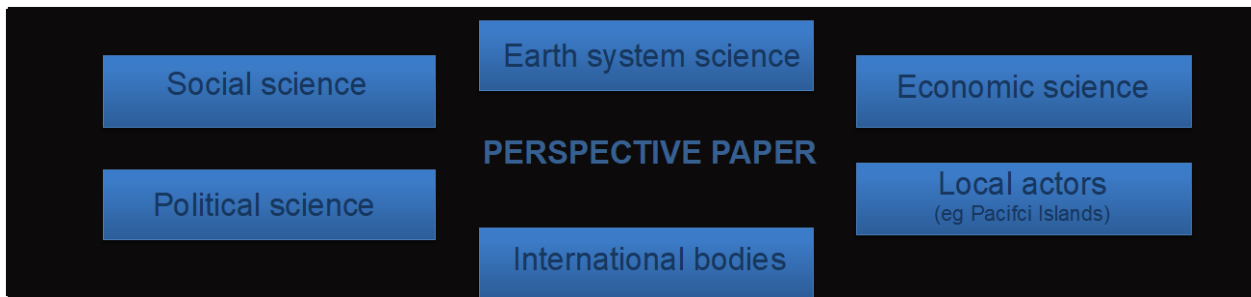 Earth system science
Social science
Economic science
PERSPECTIVE PAPER
Political science
Local actors
(eg Pacifci Islands)
International bodies